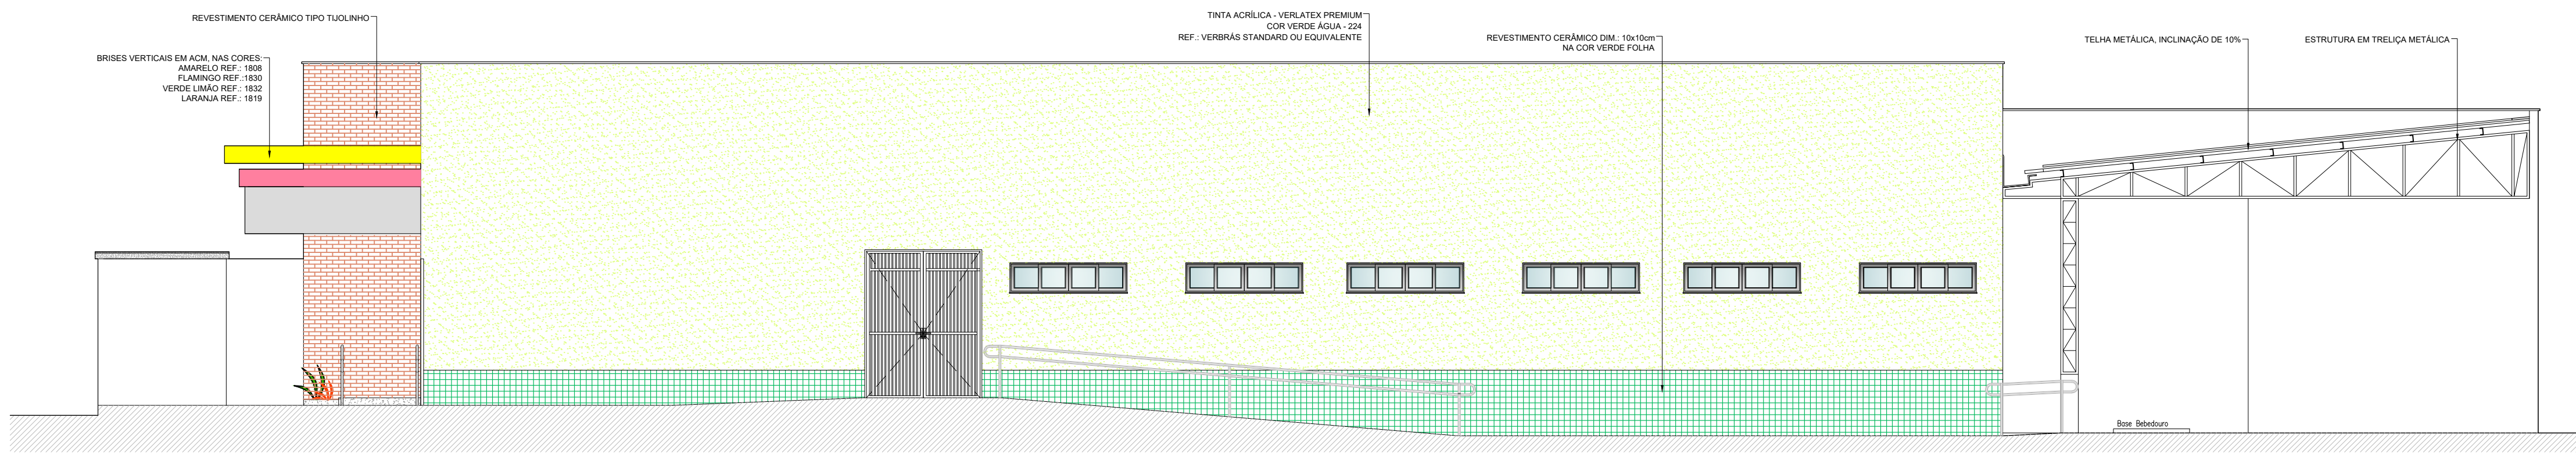 REVESTIMENTO CERÂMICO TIPO TIJOLINHO
BRISES VERTICAIS EM ACM, NAS CORES:
AMARELO REF.: 1808
FLAMINGO REF.:1830
VERDE LIMÃO REF.: 1832
LARANJA REF.: 1819
TINTA ACRÍLICA - VERLATEX PREMIUM
COR VERDE ÁGUA - 224
REF.: VERBRÁS STANDARD OU EQUIVALENTE
REVESTIMENTO CERÂMICO DIM.: 10x10cm
NA COR VERDE FOLHA
TELHA METÁLICA, INCLINAÇÃO DE 10%
ESTRUTURA EM TRELIÇA METÁLICA
Base Bebedouro